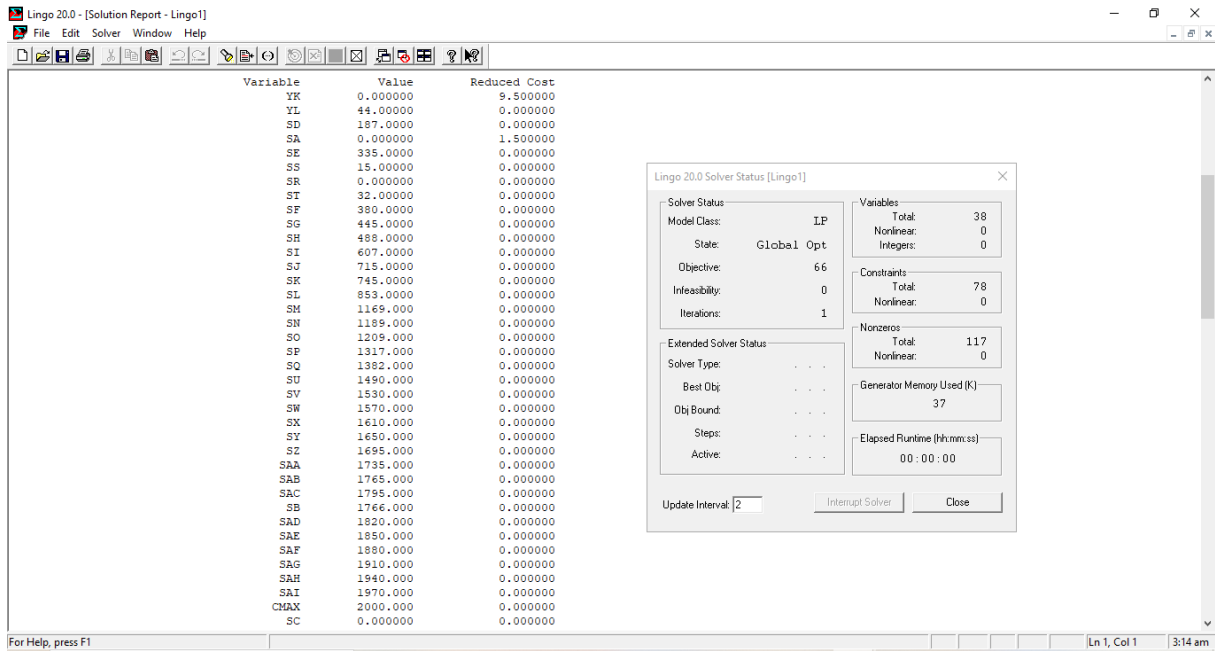 Lingo 20.0 - [Solution Report - Lingo1]
File Edit Solver Window Help
Variable Value Reduced Cost
YK 0.000000 9.500000
YL 44.00000 0.000000
SD 187.0000 0.000000
SA 0.000000 1.500000
SE 335.0000 0.000000
SS 15.00000 0.000000
SR 0.000000 0.000000
ST 32.00000 0.000000
SF 380.0000 0.000000
SG 445.0000 0.000000
SH 488.0000 0.000000
SI 607.0000 0.000000
SJ 715.0000 0.000000
SK 745.0000 0.000000
SL 853.0000 0.000000
SM 1169.000 0.000000
SN 1189.000 0.000000
SO 1209.000 0.000000
SP 1317.000 0.000000
SQ 1382.000 0.000000
SU 1490.000 0.000000
SV 1530.000 0.000000
SW 1570.000 0.000000
SX 1610.000 0.000000
SY 1650.000 0.000000
SZ 1695.000 0.000000
SAA 1735.000 0.000000
SAB 1765.000 0.000000
SAC 1795.000 0.000000
SB 1766.000 0.000000
SAD 1820.000 0.000000
SAE 1850.000 0.000000
SAF 1880.000 0.000000
SAG 1910.000 0.000000
SAH 1940.000 0.000000
SAI 1970.000 0.000000
CMAX 2000.000 0.000000
SC 0.000000 0.000000
Lingo 20.0 Solver Status [Lingo1]
Solver Status
Model Class: LP
State: Global Opt
Objective: 66
Infeasibility: 0
Iterations: 1
Extended Solver Status
Solver Type: . . .
Best Obj: . . .
Obj Bound: . . .
Steps: . . .
Active: . . .
Variables
Total: 38
Nonlinear: 0
Integers: 0
Constraints
Total: 78
Nonlinear: 0
Nonzeros
Total: 117
Nonlinear: 0
Generator Memory Used (K)
37
Elapsed Runtime (hh:mm:ss)
00:00:00
Update Interval: 2
Interrupt Solver
Close
For Help, press F1
Ln 1, Col 1
3:14 am